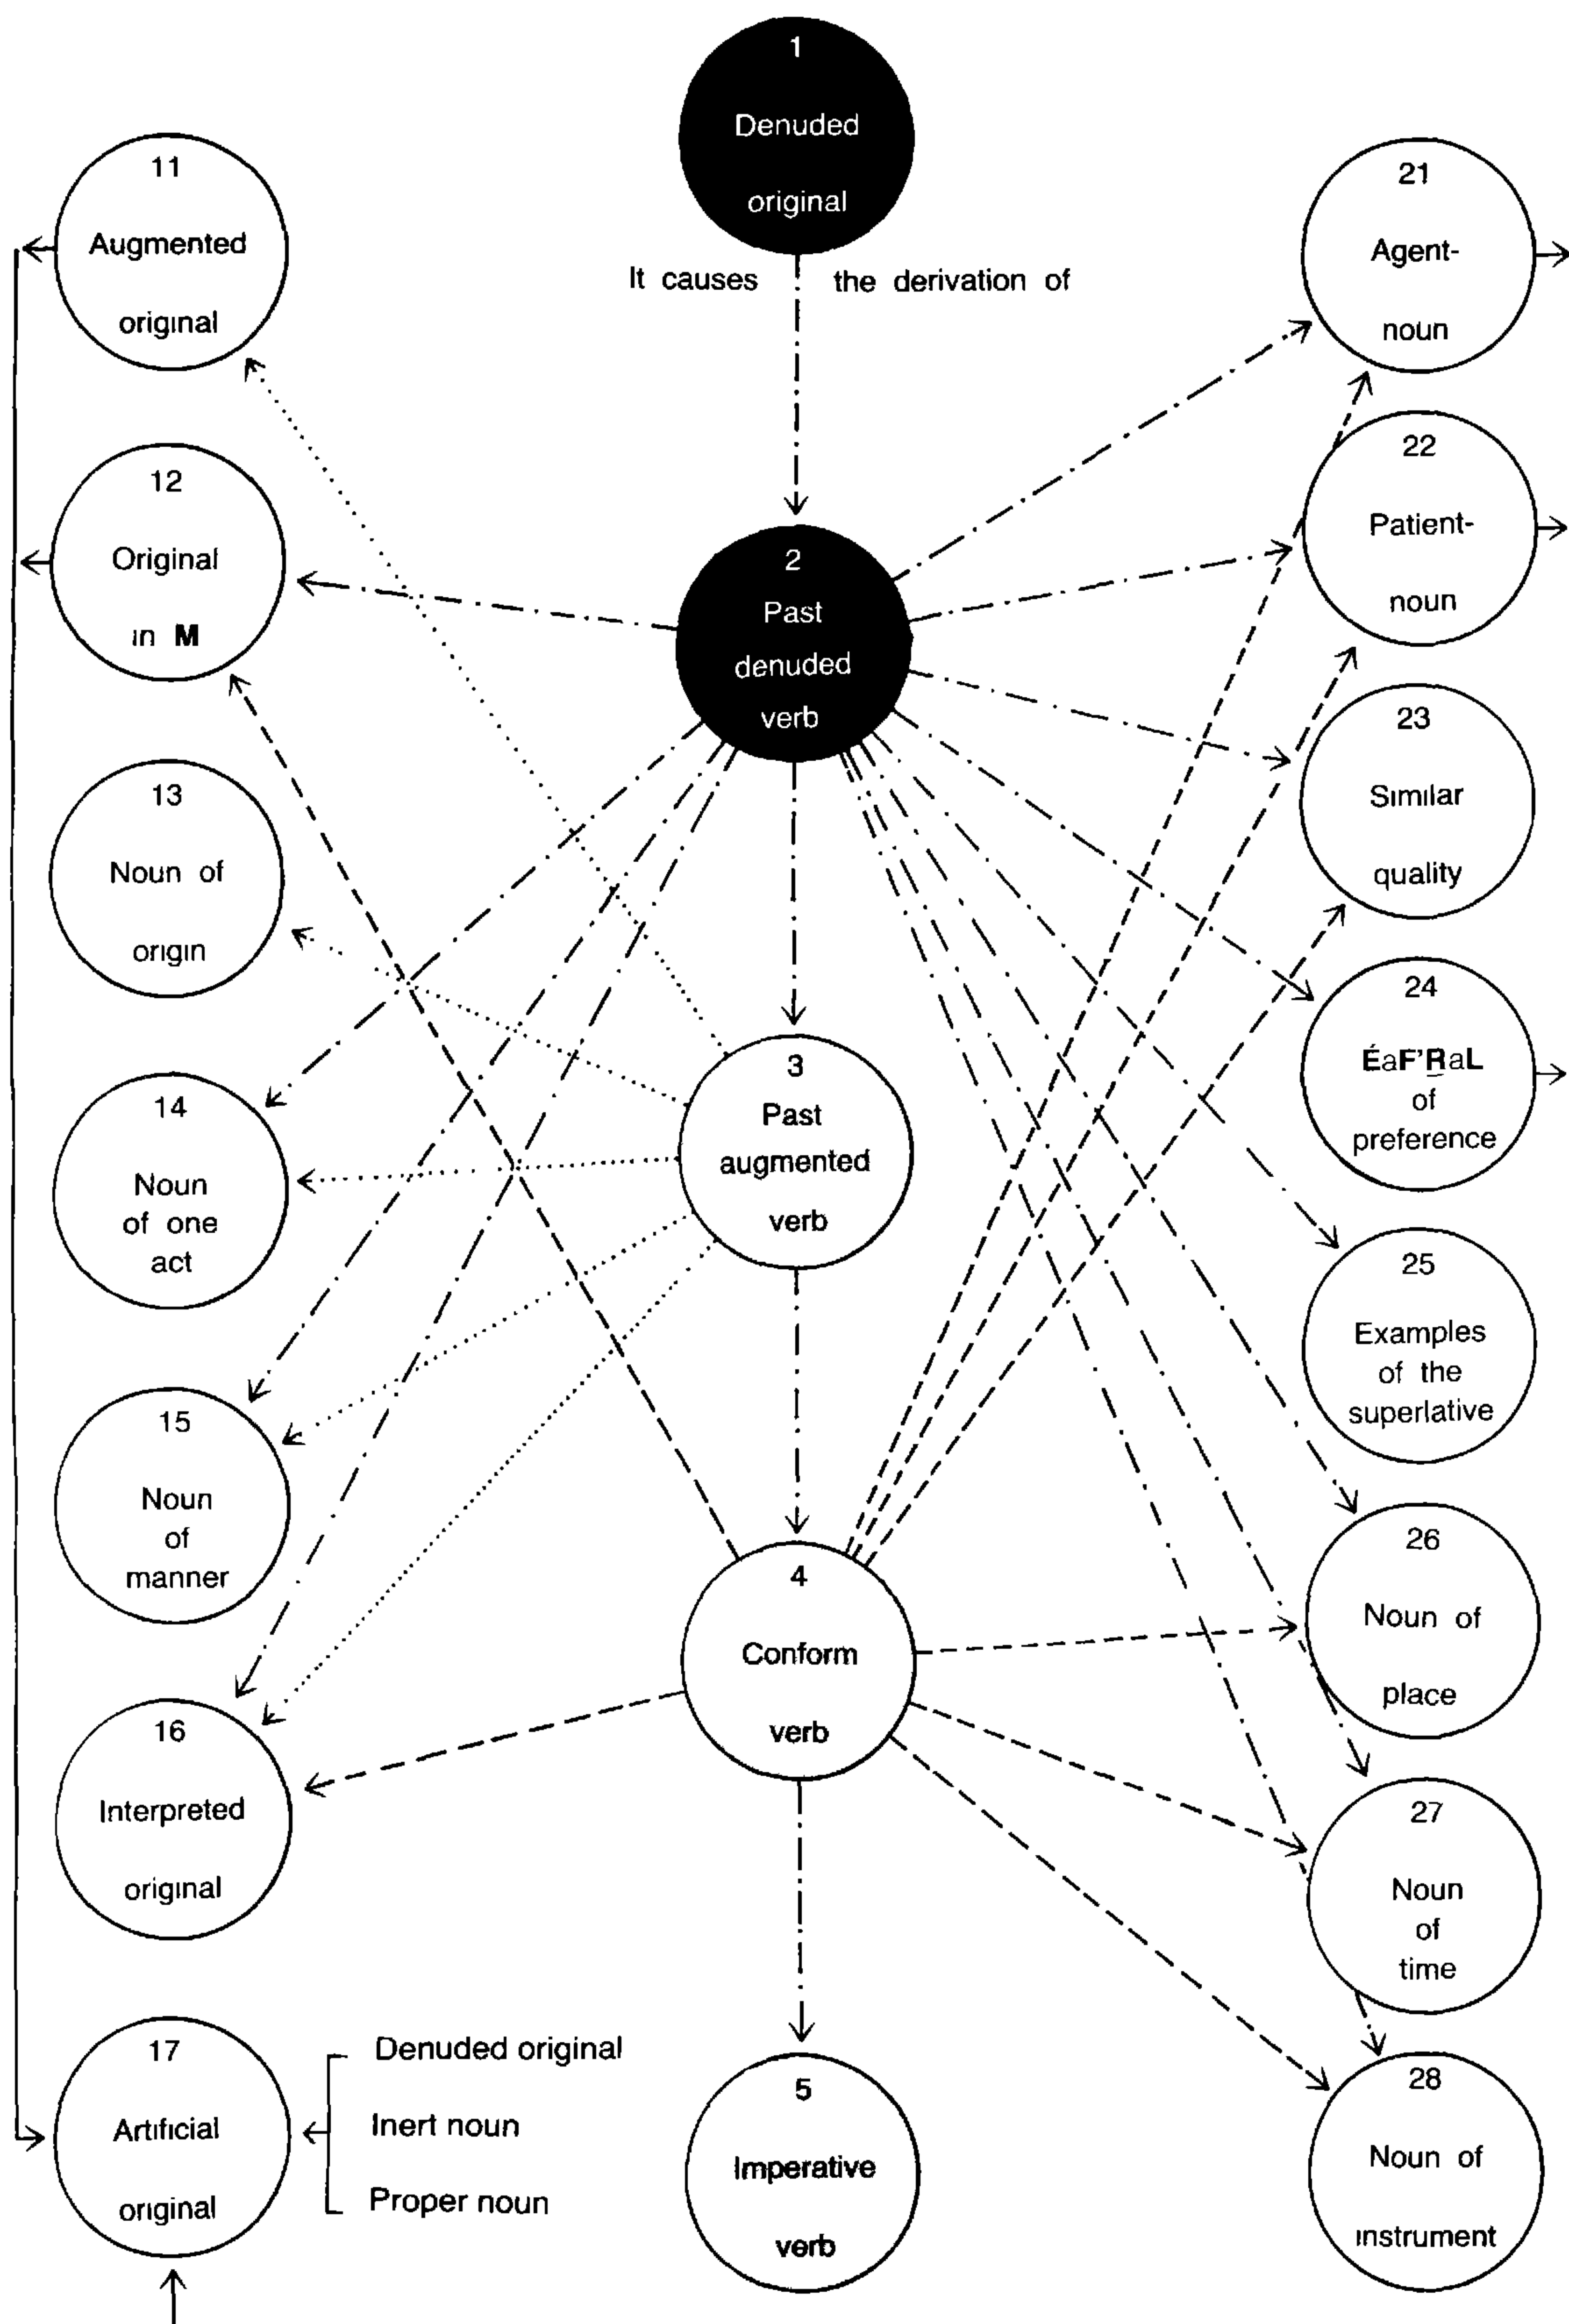 1
Denuded
original
It causes the derivation of
2
Past
denuded
verb
3
Past
augmented
verb
4
Conform
verb
5
Imperative
verb
11
Augmented
original
12
Original
in M
13
Noun of
origin
14
Noun
of one
act
15
Noun
of
manner
16
Interpreted
original
17
Artificial
original
Denuded original
Inert noun
Proper noun
21
Agent-
noun
22
Patient-
noun
23
Similar
quality
24
ÉaF’R̲aL
of
preference
25
Examples
of the
superlative
26
Noun of
place
27
Noun
of
time
28
Noun of
instrument